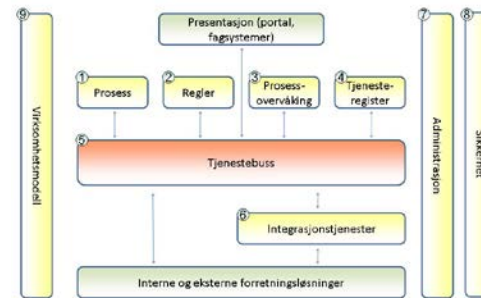 ⑨
Virksomhetsmodell
Presentasjon (portal,
fagsystemer)
①
Prosess
②
Regler
③
Prosess-
overvåking
④
Tjeneste-
register
⑤
Tjenestebuss
⑥
Integrasjonstjenester
Interne og eksterne forretningsløsninger
⑦
Administrasjon
⑧
Sikkerhet